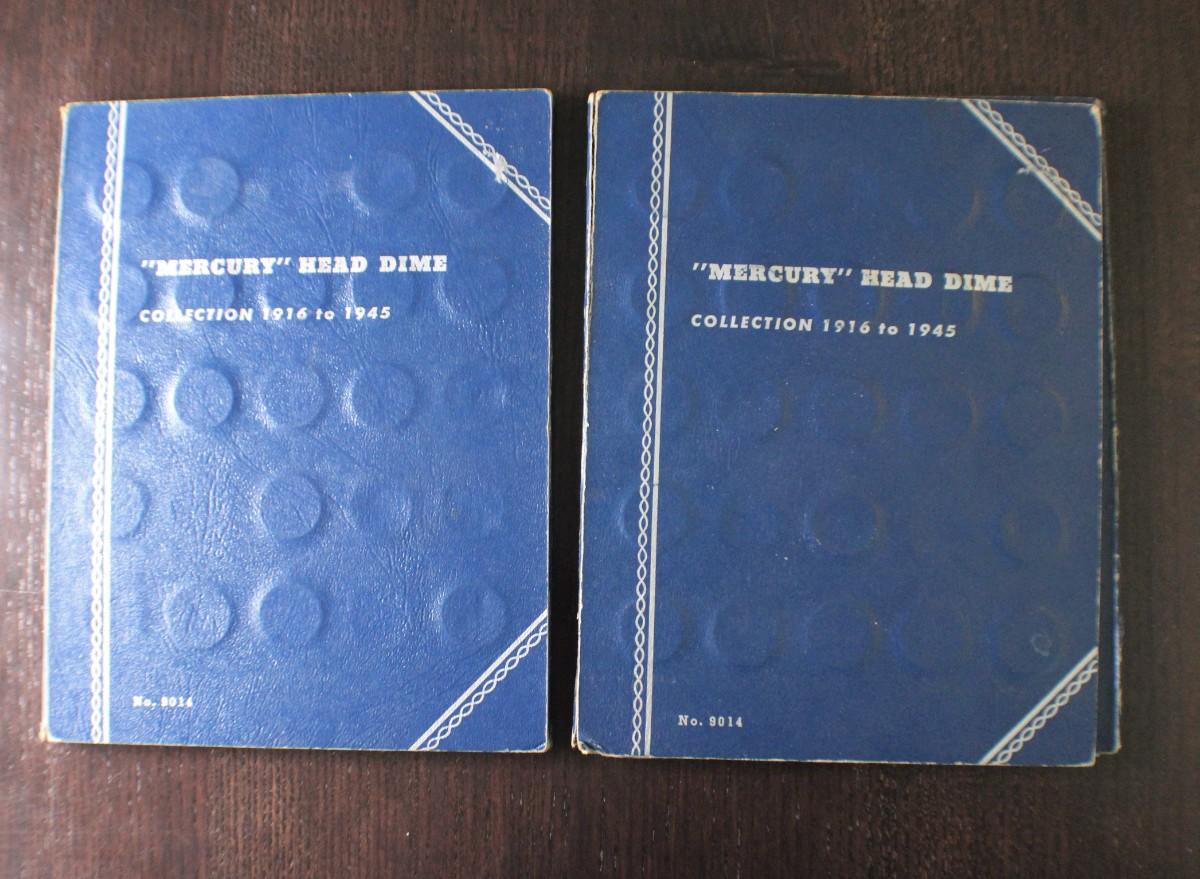 "MERCURY" HEAD DIME
COLLECTION 1916 to 1945
No. 9014
"MERCURY" HEAD DIME
COLLECTION 1916 to 1945
No. 9014